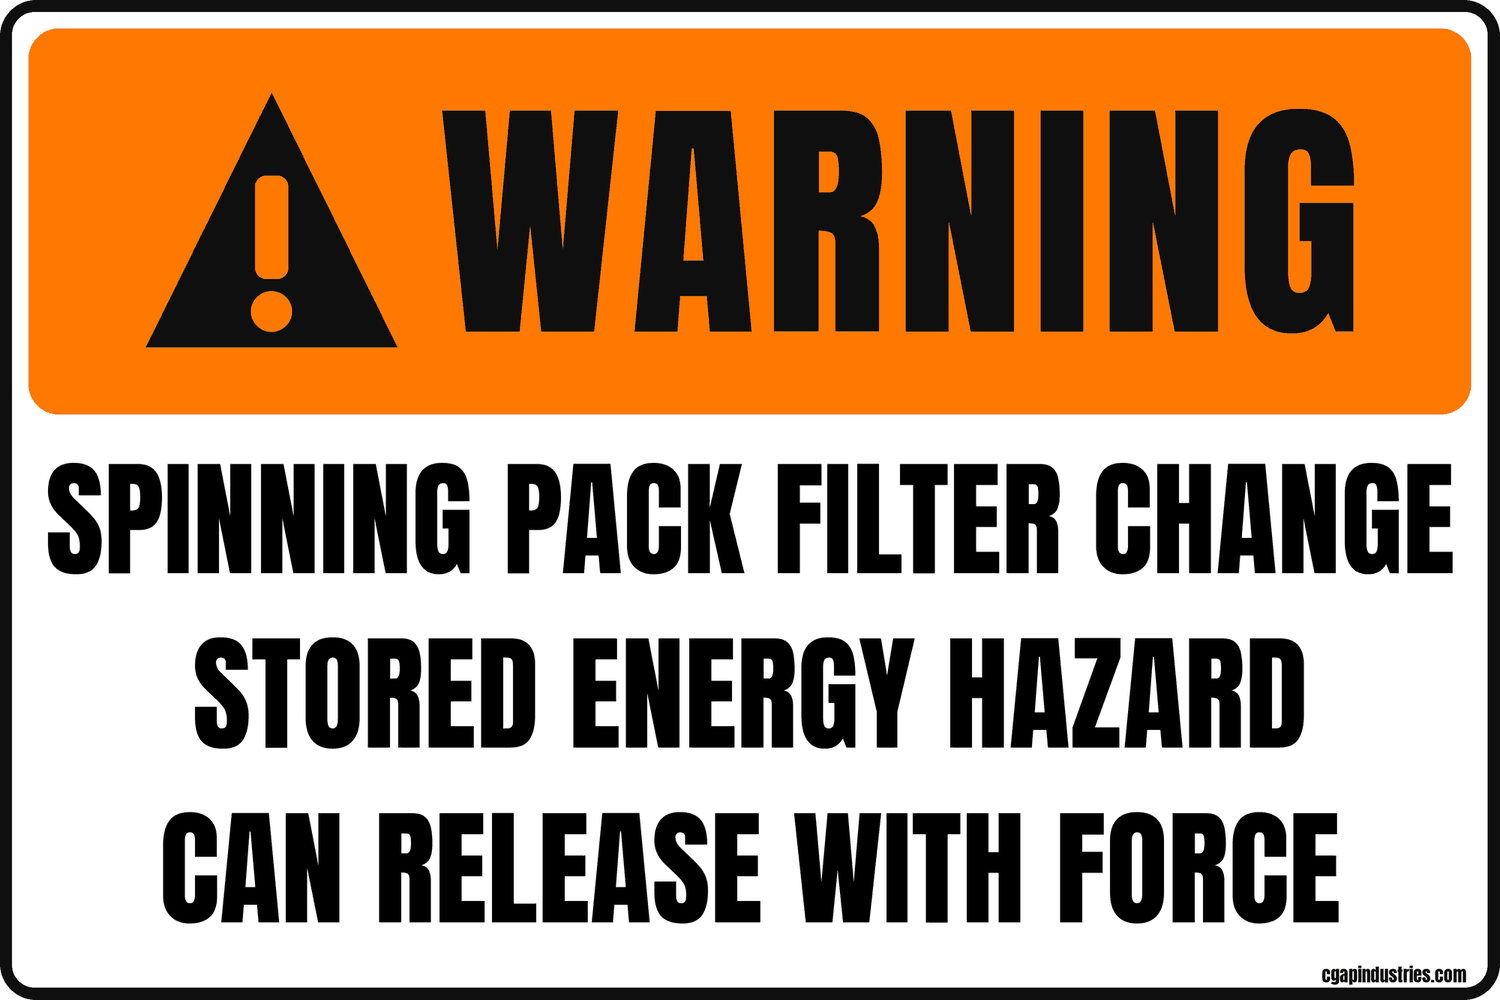 WARNING
SPINNING PACK FILTER CHANGE
STORED ENERGY HAZARD
CAN RELEASE WITH FORCE
cgapindustries.com